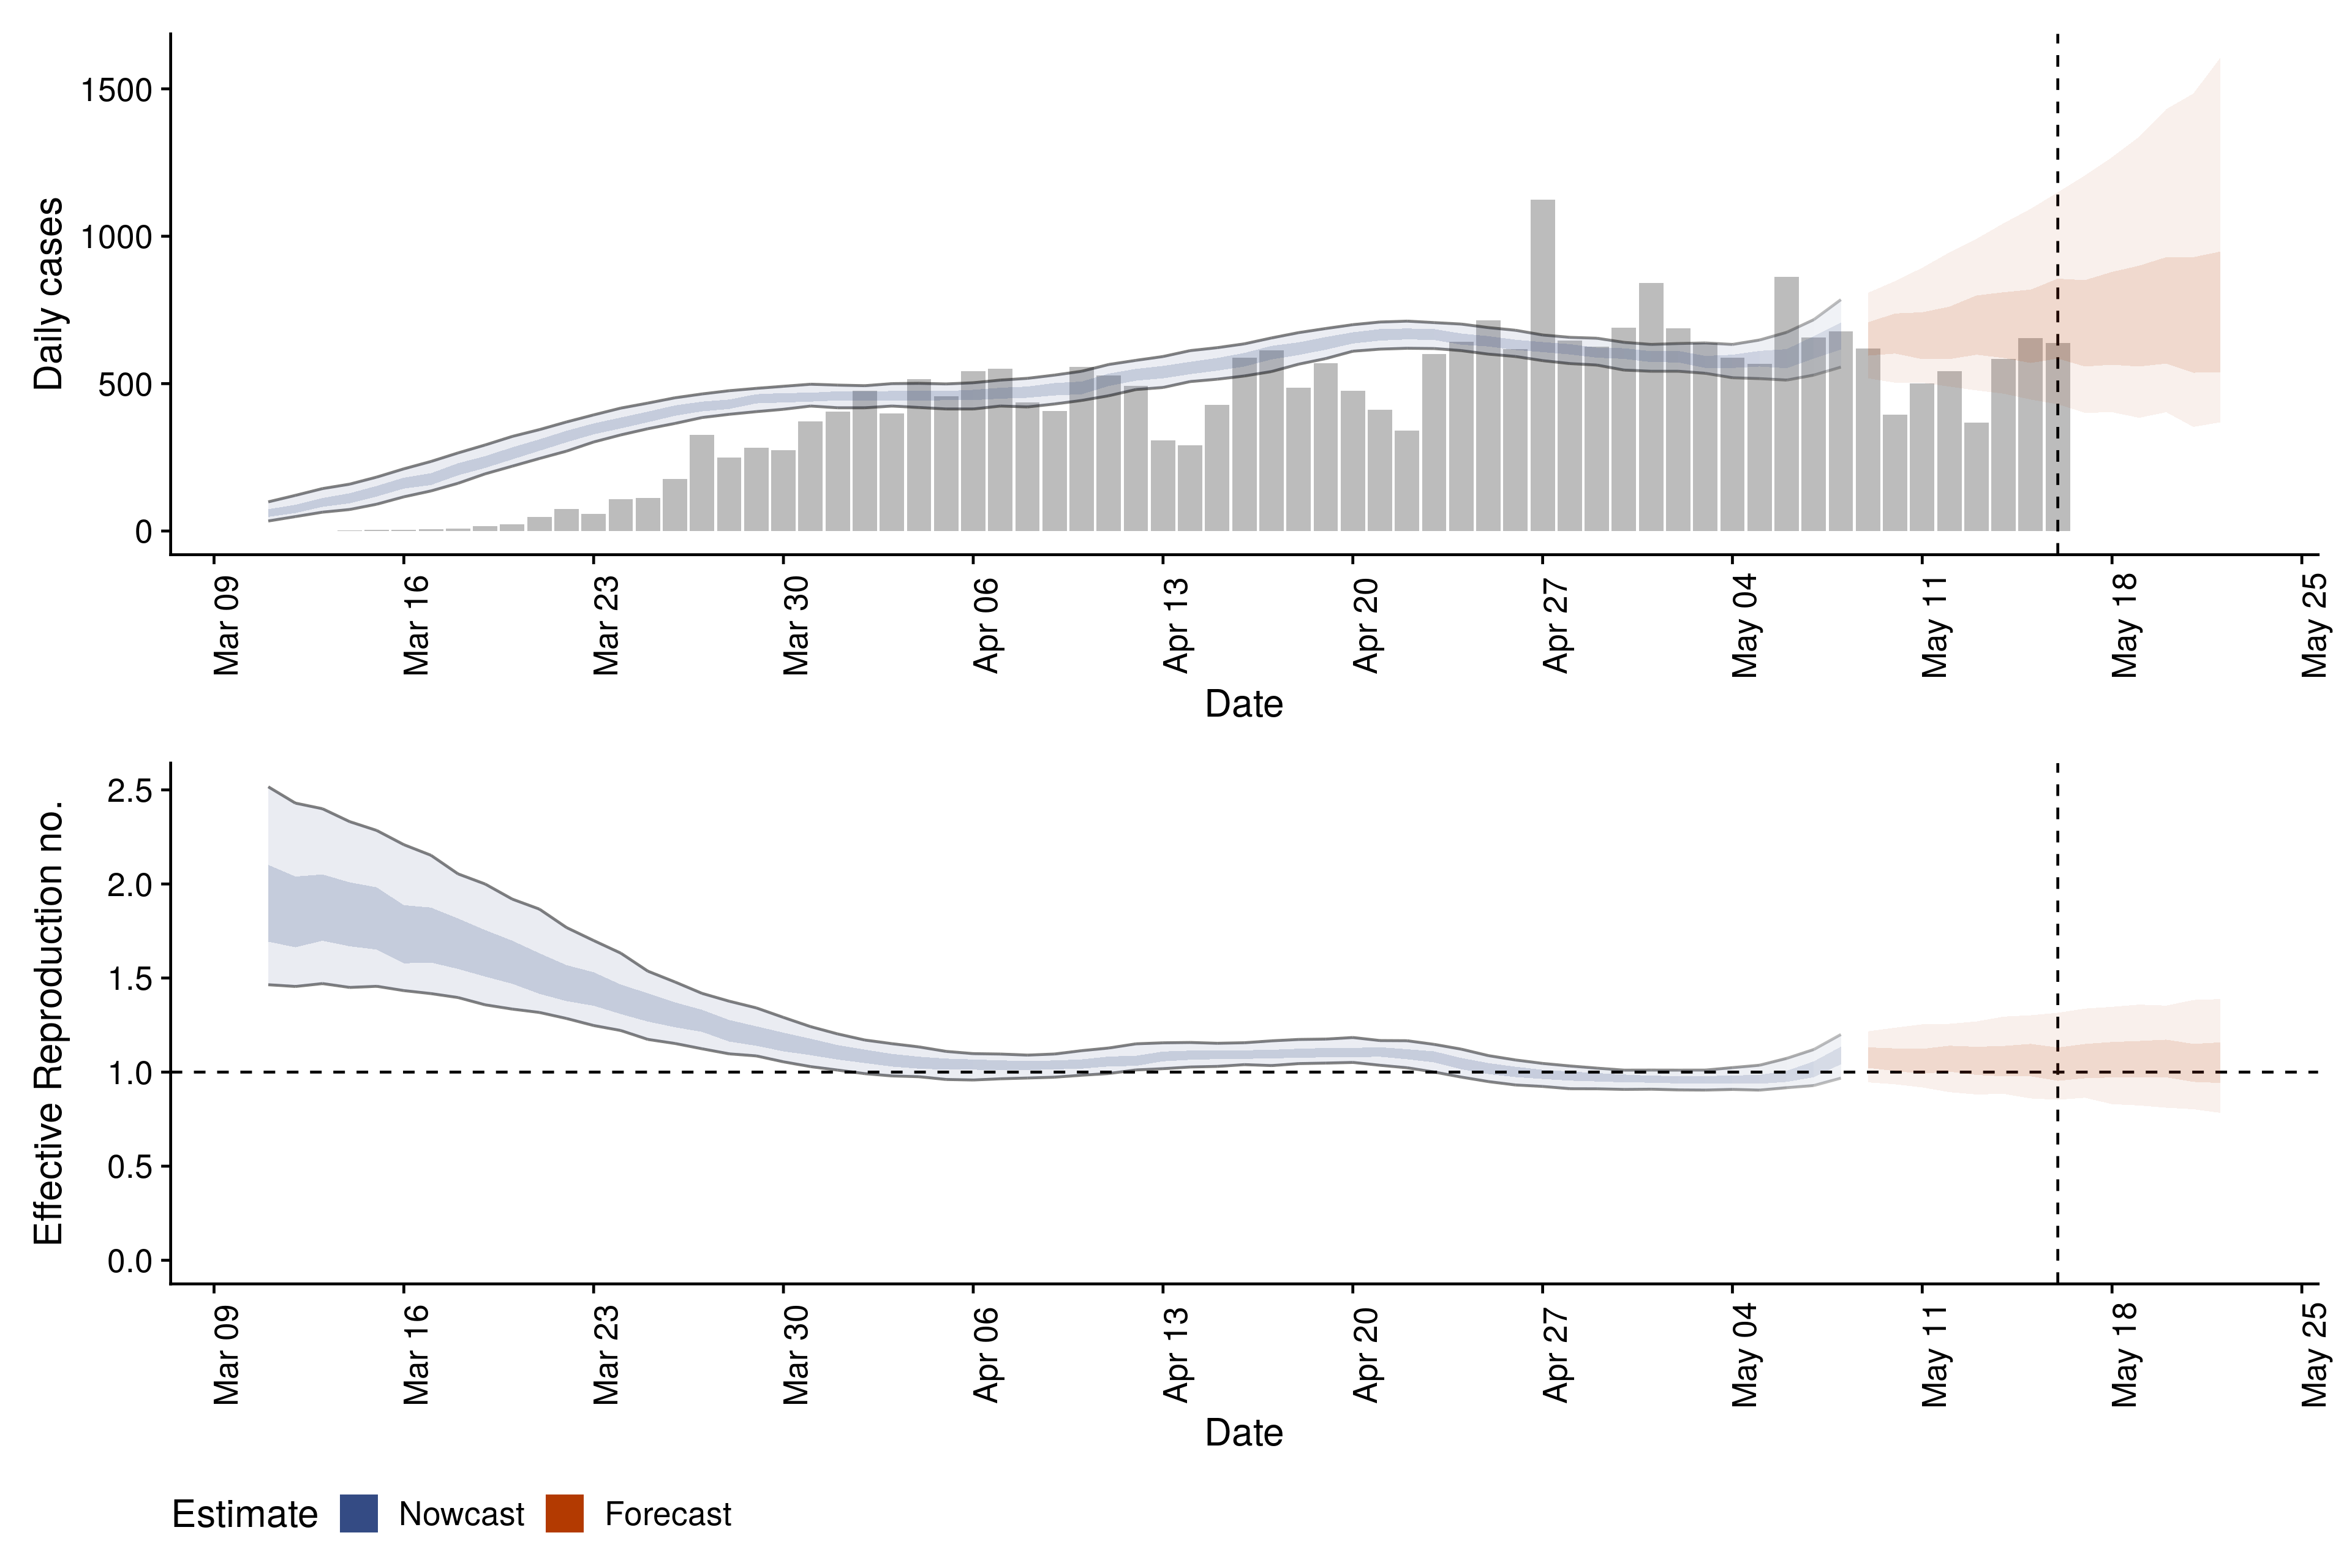 Daily cases
1500
1000
500
0
Mar 09 Mar 16 Mar 23 Mar 30 Apr 06 Apr 13 Apr 20 Apr 27 May 04 May 11 May 18 May 25
Date
Effective Reproduction no.
2.5
2.0
1.5
1.0
0.5
0.0
Mar 09 Mar 16 Mar 23 Mar 30 Apr 06 Apr 13 Apr 20 Apr 27 May 04 May 11 May 18 May 25
Date
Estimate Nowcast Forecast